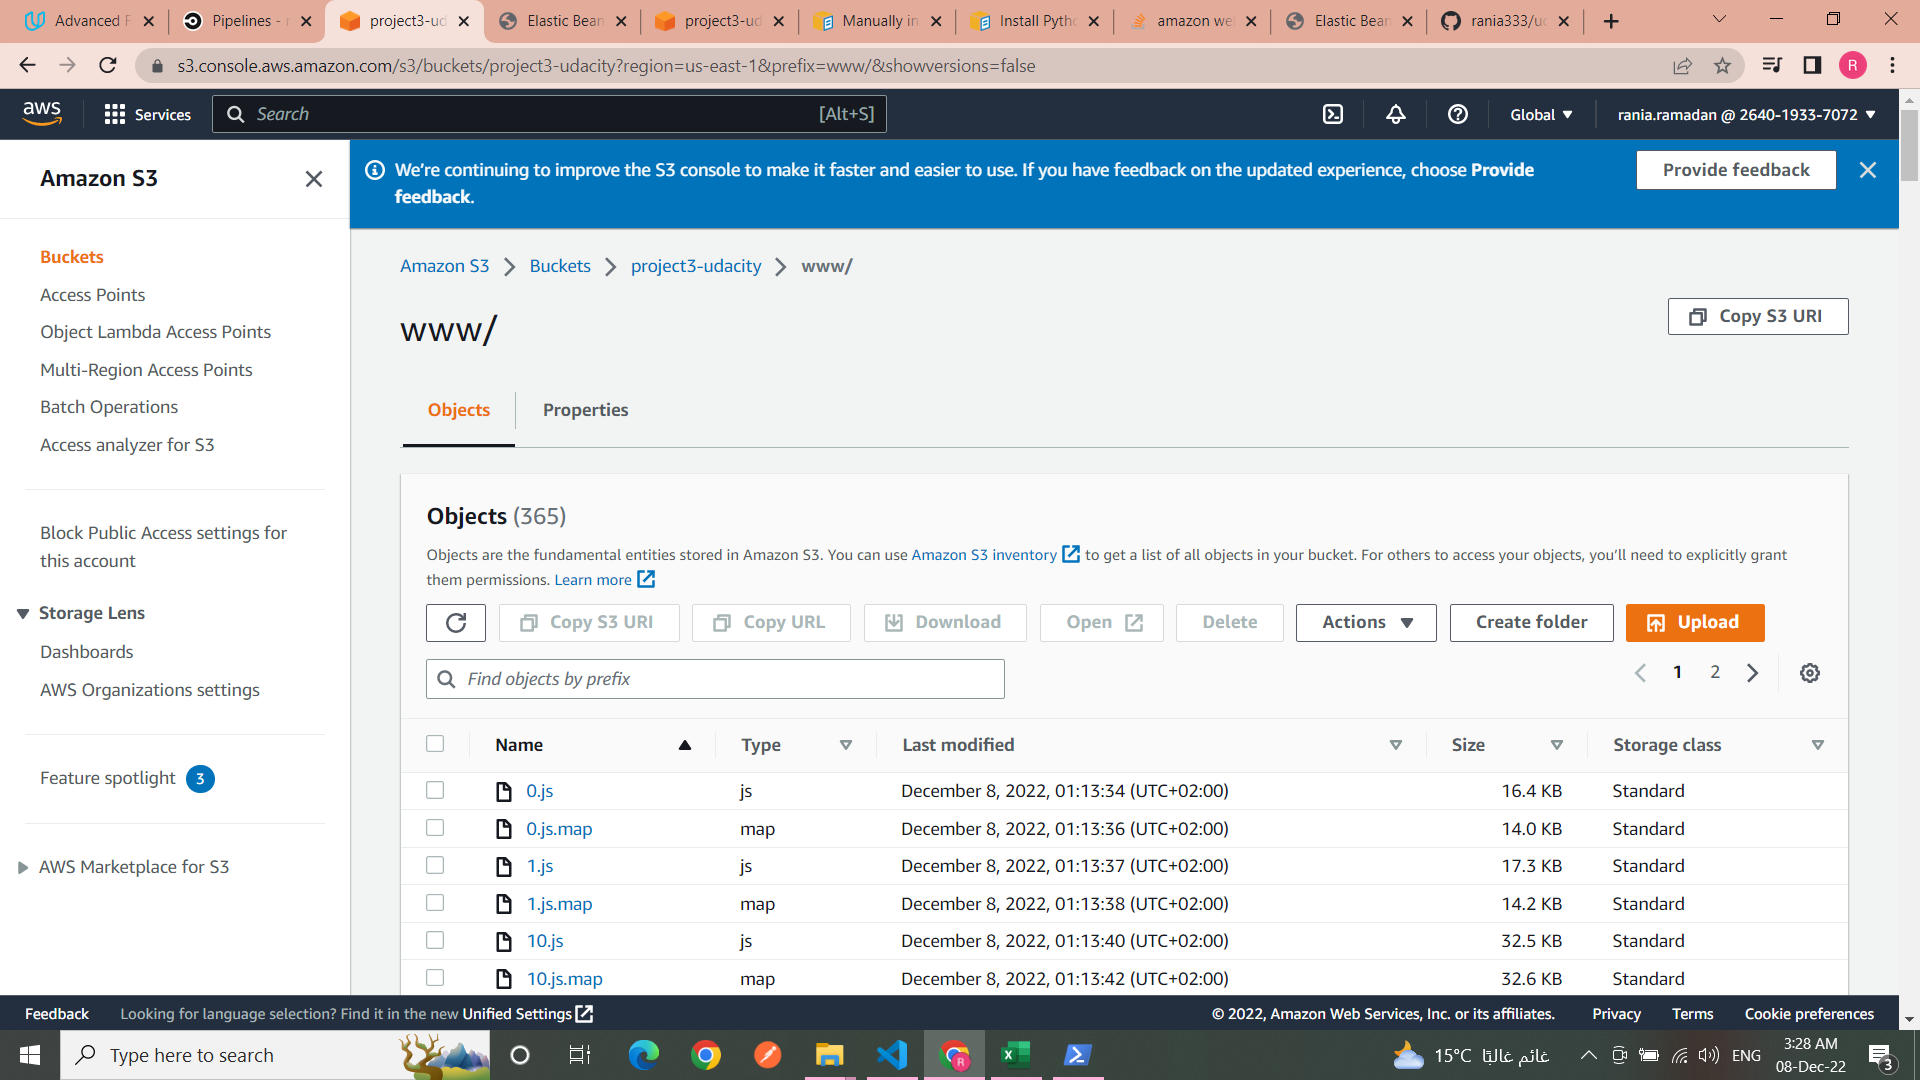 Advanced F
Pipelines - r
project3-ud
Elastic Bean
project3-ud
Manually in
Install Pytho
amazon we
Elastic Bean
rania333/uc
s3.console.aws.amazon.com/s3/buckets/project3-udacity?region=us-east-1&prefix=www/&showversions=false
R
aws
Services
Search
[Alt+S]
Global
rania.ramadan @ 2640-1933-7072
Amazon S3
We're continuing to improve the S3 console to make it faster and easier to use. If you have feedback on the updated experience, choose Provide
feedback.
Provide feedback
Buckets
Access Points
Object Lambda Access Points
Multi-Region Access Points
Batch Operations
Access analyzer for S3
Block Public Access settings for
this account
Storage Lens
Dashboards
AWS Organizations settings
Feature spotlight 3
AWS Marketplace for S3
Amazon S3 > Buckets > project3-udacity > www/
www/
Copy S3 URI
Objects
Properties
Objects (365)
Objects are the fundamental entities stored in Amazon S3. You can use Amazon S3 inventory to get a list of all objects in your bucket. For others to access your objects, you'll need to explicitly grant
them permissions. Learn more
Copy S3 URI
Copy URL
Download
Open
Delete
Actions
Create folder
Upload
Find objects by prefix
1 2
Name Type Last modified Size Storage class
0.js js December 8, 2022, 01:13:34 (UTC+02:00) 16.4 KB Standard
0.js.map map December 8, 2022, 01:13:36 (UTC+02:00) 14.0 KB Standard
1.js js December 8, 2022, 01:13:37 (UTC+02:00) 17.3 KB Standard
1.js.map map December 8, 2022, 01:13:38 (UTC+02:00) 14.2 KB Standard
10.js js December 8, 2022, 01:13:40 (UTC+02:00) 32.5 KB Standard
10.js.map map December 8, 2022, 01:13:42 (UTC+02:00) 32.6 KB Standard
Feedback
Looking for language selection? Find it in the new Unified Settings
© 2022, Amazon Web Services, Inc. or its affiliates.
Privacy
Terms
Cookie preferences
Type here to search
R
15°C غائم غالبًا
ENG
3:28 AM
08-Dec-22
3